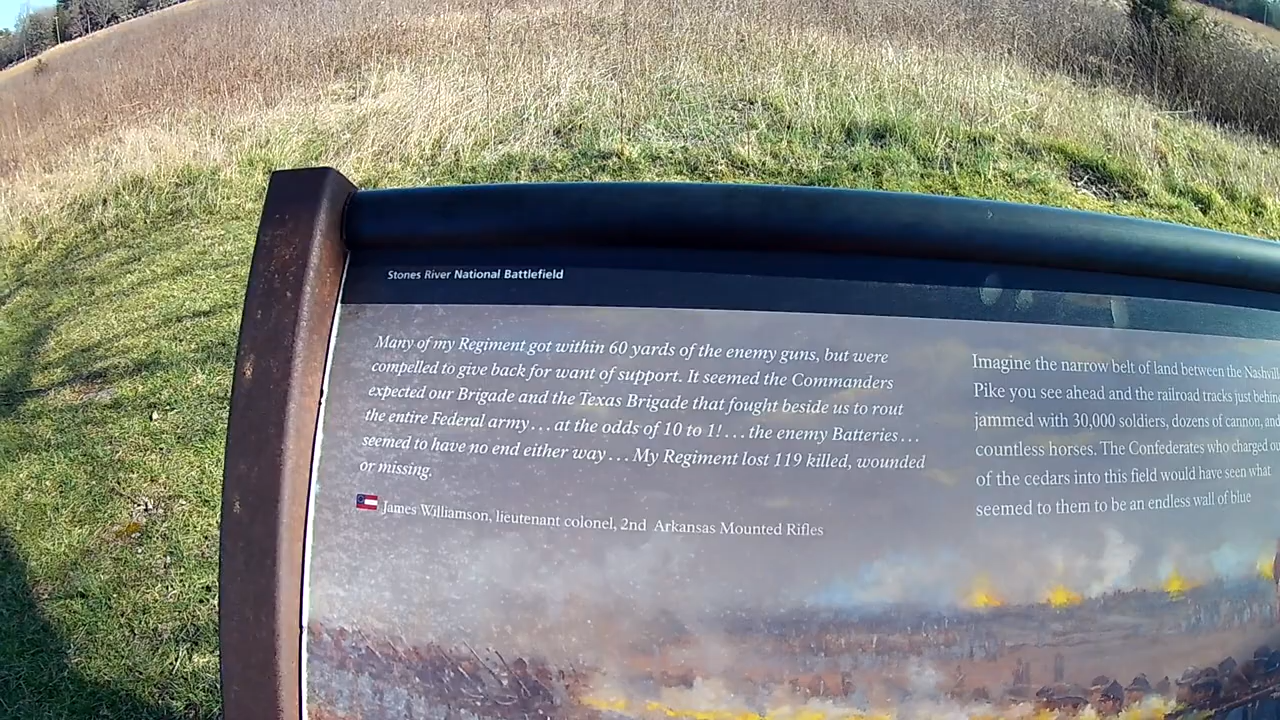 Stones River National Battlefield
Many of my Regiment got within 60 yards of the enemy guns, but were
compelled to give back for want of support. It seemed the Commanders
expected our Brigade and the Texas Brigade that fought beside us to rout
the entire Federal army... at the odds of 10 to 1!... the enemy Batteries...
seemed to have no end either way... My Regiment lost 119 killed, wounded
or missing.
James Williamson, lieutenant colonel, 2nd Arkansas Mounted Rifles
Imagine the narrow belt of land between the
Pike you see ahead and the railroad tracks just
jammed with 30,000 soldiers, dozens of cannon, and
countless horses. The Confederates who charged
of the cedars into this field would have seen what
seemed to them to be an endless wall of blue